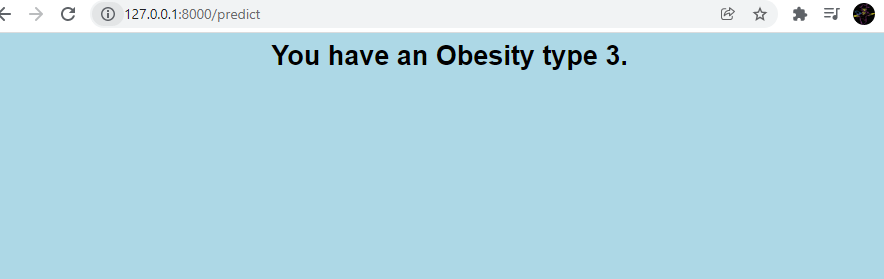 127.0.0.1:8000/predict
You have an Obesity type 3.